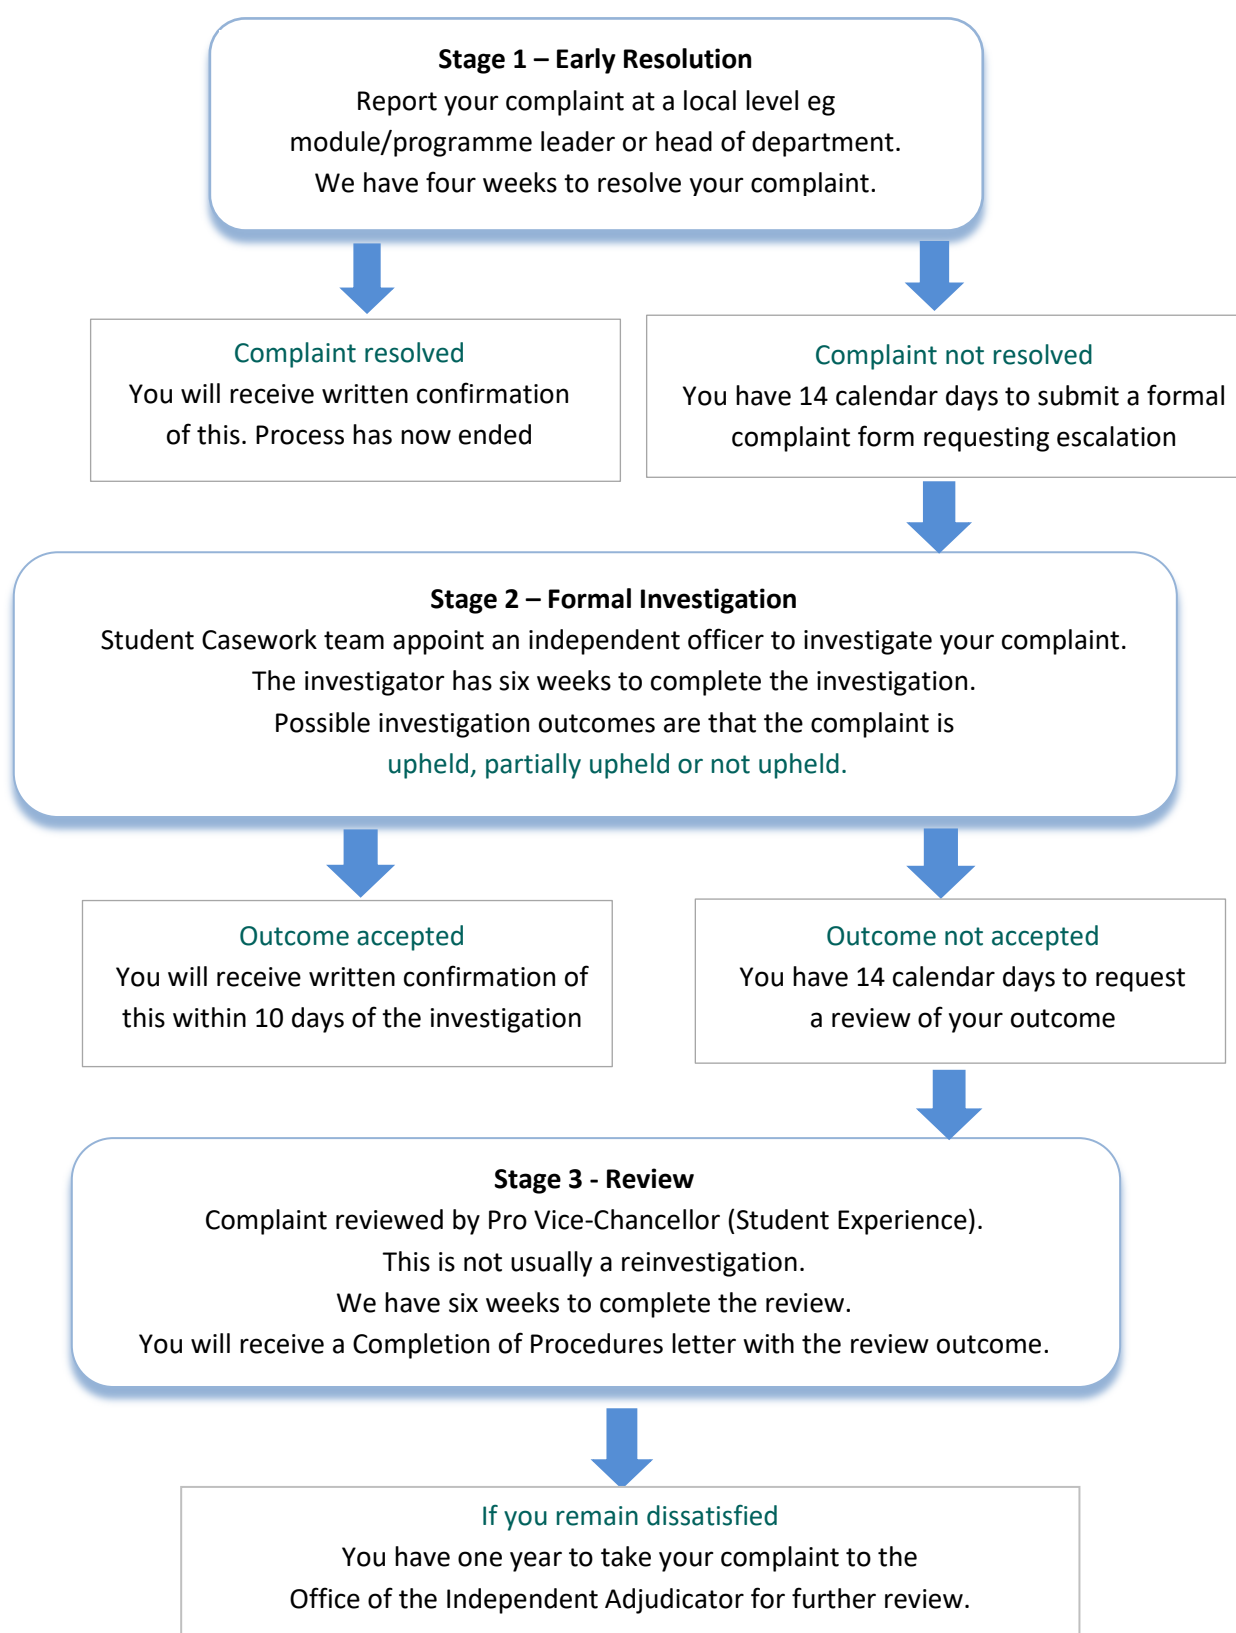 Stage 1 – Early Resolution
Report your complaint at a local level eg
module/programme leader or head of department.
We have four weeks to resolve your complaint.
Complaint resolved
You will receive written confirmation
of this. Process has now ended
Complaint not resolved
You have 14 calendar days to submit a formal
complaint form requesting escalation
Stage 2 – Formal Investigation
Student Casework team appoint an independent officer to investigate your complaint.
The investigator has six weeks to complete the investigation.
Possible investigation outcomes are that the complaint is
upheld, partially upheld or not upheld.
Outcome accepted
You will receive written confirmation of
this within 10 days of the investigation
Outcome not accepted
You have 14 calendar days to request
a review of your outcome
Stage 3 - Review
Complaint reviewed by Pro Vice-Chancellor (Student Experience).
This is not usually a reinvestigation.
We have six weeks to complete the review.
You will receive a Completion of Procedures letter with the review outcome.
If you remain dissatisfied
You have one year to take your complaint to the
Office of the Independent Adjudicator for further review.